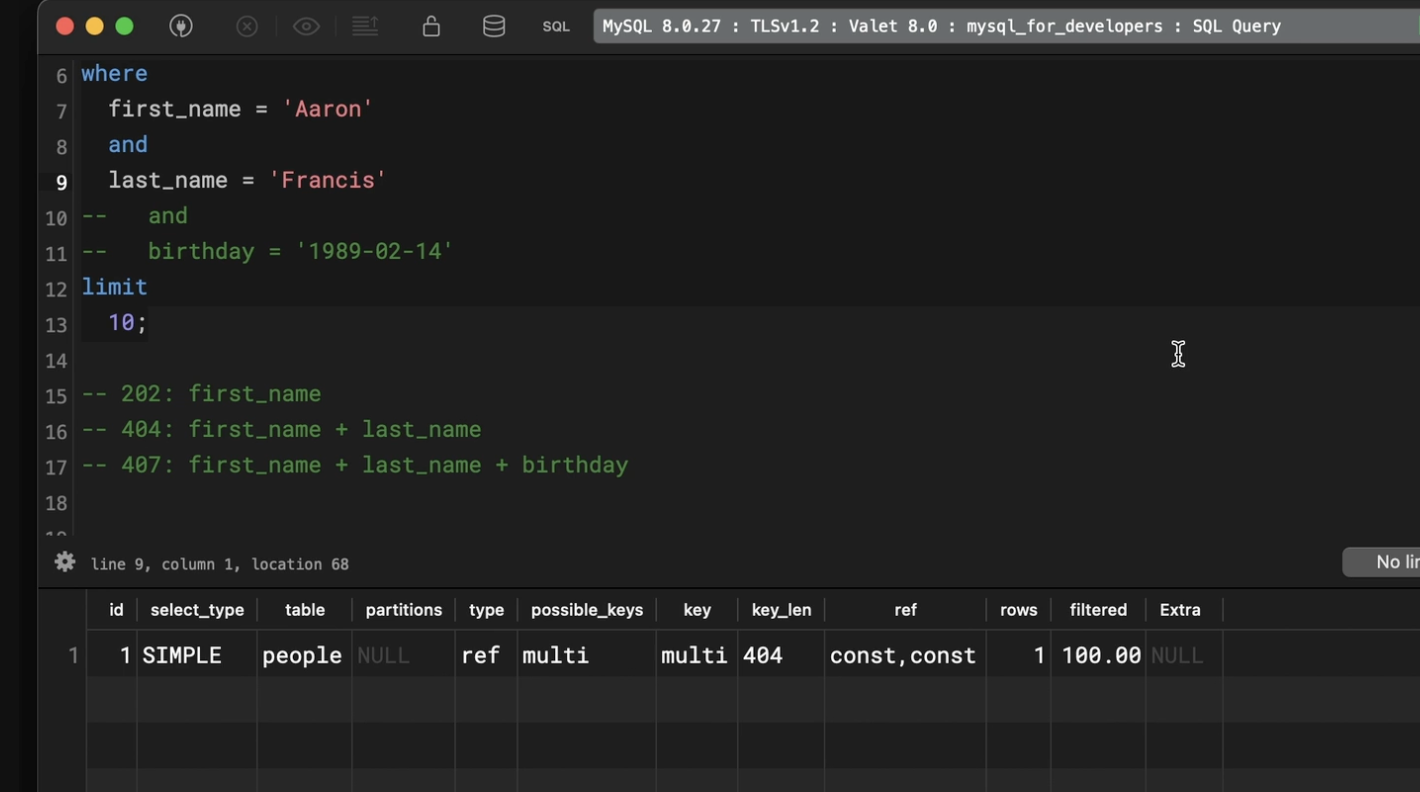 SQL MySQL 8.0.27 : TLSv1.2 : Valet 8.0 : mysql_for_developers : SQL Query
6 where
7 first_name = 'Aaron'
8 and
9 last_name = 'Francis'
10 -- and
11 -- birthday = '1989-02-14'
12 limit
13 10;
14
15 -- 202: first_name
16 -- 404: first_name + last_name
17 -- 407: first_name + last_name + birthday
18
line 9, column 1, location 68 No
id select_type table partitions type possible_keys key key_len ref rows filtered Extra
1 1 SIMPLE people NULL ref multi multi 404 const,const 1 100.00 NULL